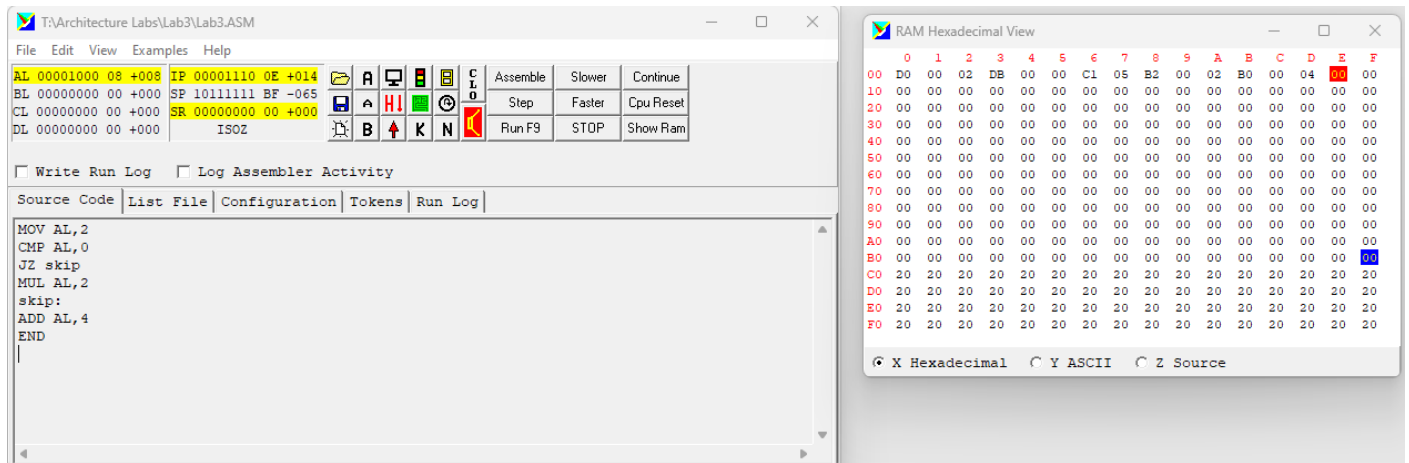 T:\Architecture Labs\Lab3\Lab3.ASM
File Edit View Examples Help
AL 00001000 08 +008 IP 00001110 0E +014
BL 00000000 00 +000 SP 10111111 BF -065
CL 00000000 00 +000 SR 00000000 00 +000
DL 00000000 00 +000 ISOZ
A H↓ A B K N CLO
Assemble Slower Continue
Step Faster Cpu Reset
Run F9 STOP Show Ram
Write Run Log Log Assembler Activity
Source Code List File Configuration Tokens Run Log
MOV AL,2
CMP AL,0
JZ skip
MUL AL,2
skip:
ADD AL,4
END
RAM Hexadecimal View
0 1 2 3 4 5 6 7 8 9 A B C D E F
00 D0 00 02 DB 00 00 C1 05 B2 00 02 B0 00 04 00 00
10 00 00 00 00 00 00 00 00 00 00 00 00 00 00 00 00
20 00 00 00 00 00 00 00 00 00 00 00 00 00 00 00 00
30 00 00 00 00 00 00 00 00 00 00 00 00 00 00 00 00
40 00 00 00 00 00 00 00 00 00 00 00 00 00 00 00 00
50 00 00 00 00 00 00 00 00 00 00 00 00 00 00 00 00
60 00 00 00 00 00 00 00 00 00 00 00 00 00 00 00 00
70 00 00 00 00 00 00 00 00 00 00 00 00 00 00 00 00
80 00 00 00 00 00 00 00 00 00 00 00 00 00 00 00 00
90 00 00 00 00 00 00 00 00 00 00 00 00 00 00 00 00
A0 00 00 00 00 00 00 00 00 00 00 00 00 00 00 00 00
B0 00 00 00 00 00 00 00 00 00 00 00 00 00 00 00 00
C0 20 20 20 20 20 20 20 20 20 20 20 20 20 20 20 20
D0 20 20 20 20 20 20 20 20 20 20 20 20 20 20 20 20
E0 20 20 20 20 20 20 20 20 20 20 20 20 20 20 20 20
F0 20 20 20 20 20 20 20 20 20 20 20 20 20 20 20 20
X Hexadecimal Y ASCII Z Source